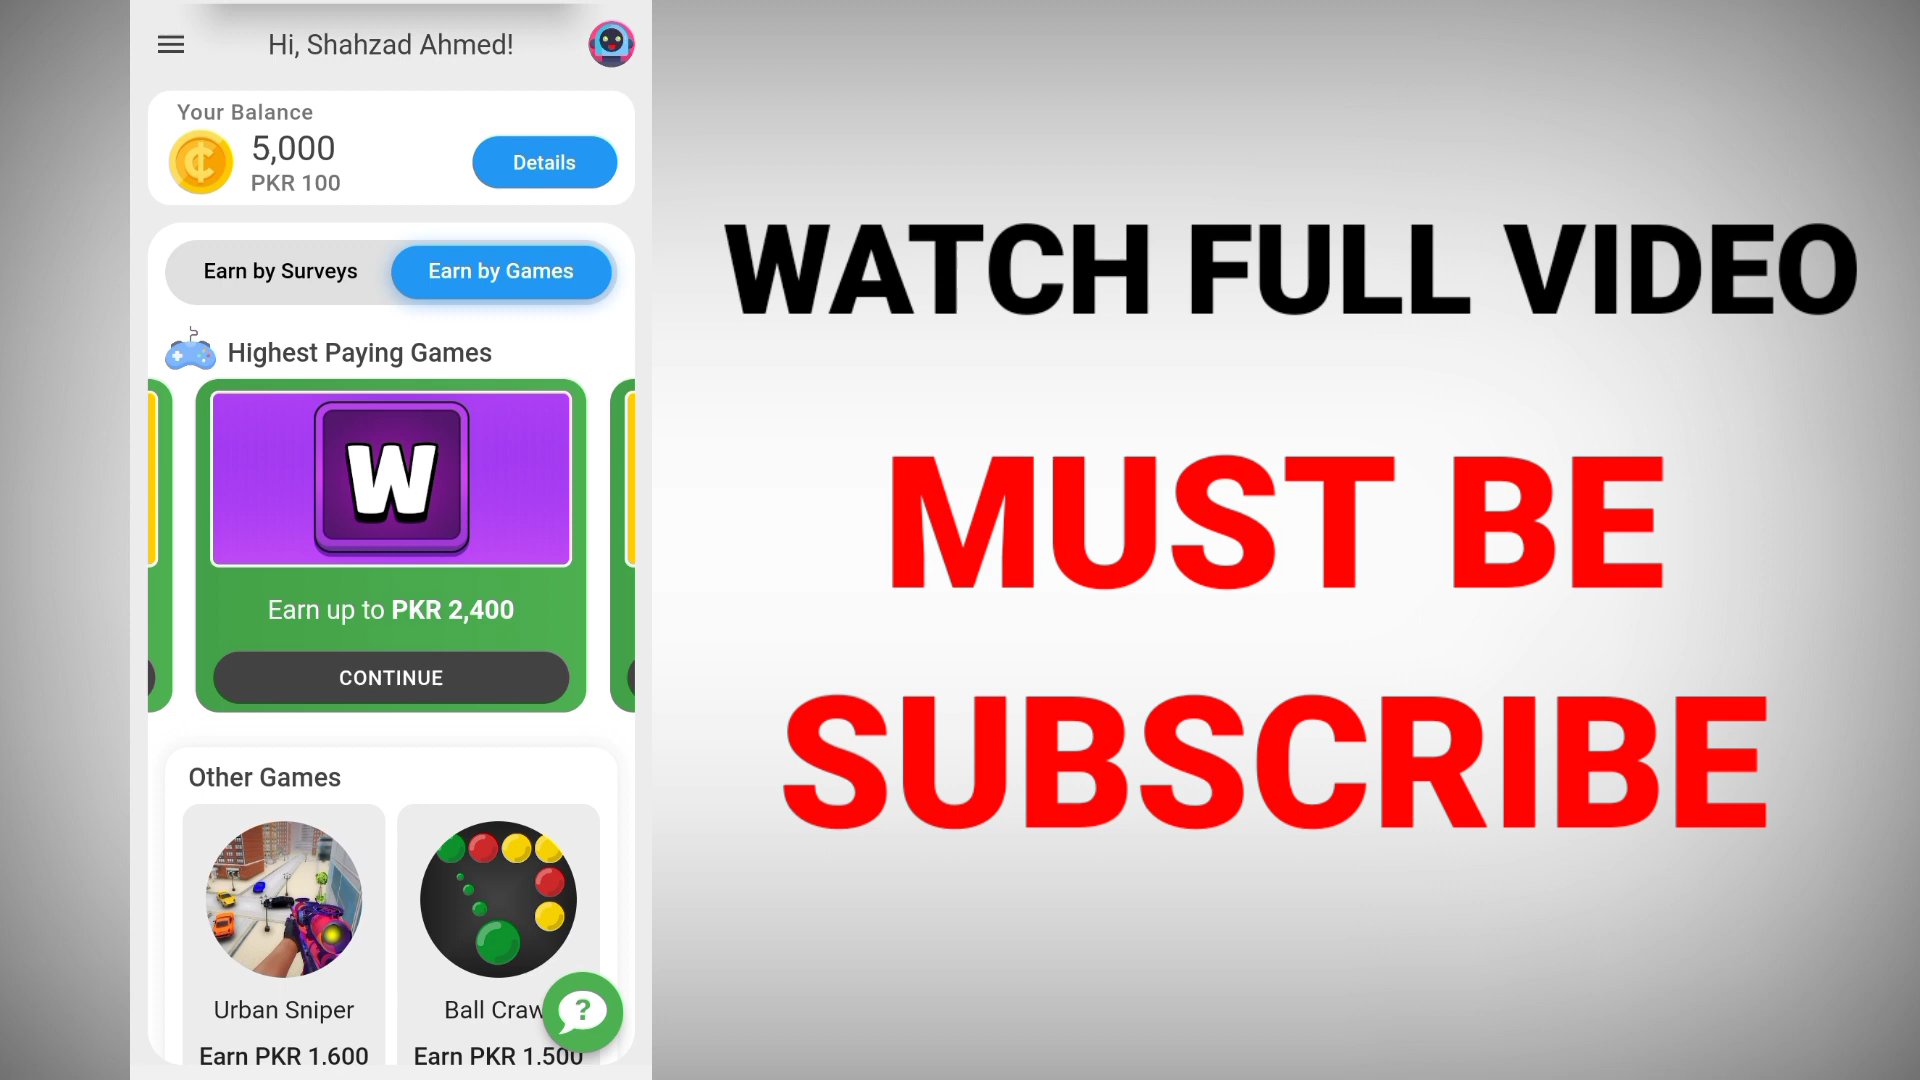 Hi, Shahzad Ahmed!
Your Balance
5,000
PKR 100
Details
Earn by Surveys
Earn by Games
Highest Paying Games
W
Earn up to PKR 2,400
CONTINUE
Other Games
Urban Sniper
Ball Craw
Earn PKR 1,600
Earn PKR 1,500
?
WATCH FULL VIDEO
MUST BE
SUBSCRIBE